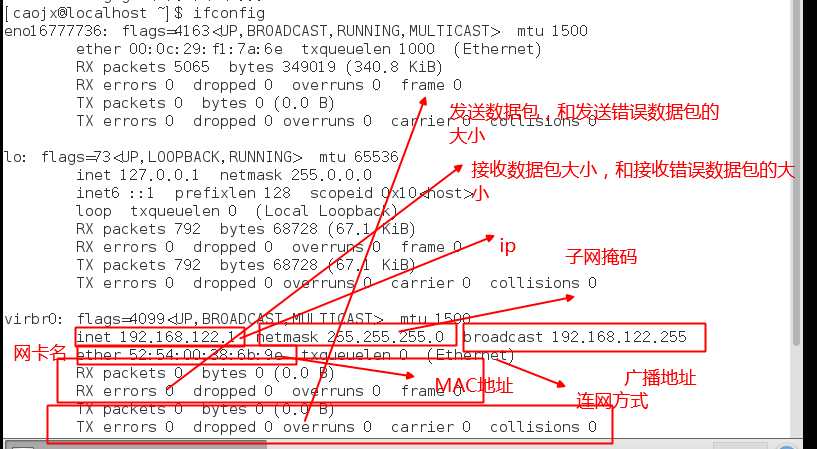 [caojx@localhost ~]$ ifconfig
eno16777736: flags=4163<UP,BROADCAST,RUNNING,MULTICAST>  mtu 1500
ether 00:0c:29:f1:7a:6e  txqueuelen 1000  (Ethernet)
RX packets 5065  bytes 349019 (340.8 KiB)
RX errors 0  dropped 0  overruns 0  frame 0
TX packets 0  bytes 0 (0.0 B)
TX errors 0  dropped 0 overruns 0  carrier 0  collisions 0
发送数据包，和发送错误数据包的
大小
lo: flags=73<UP,LOOPBACK,RUNNING>  mtu 65536
inet 127.0.0.1  netmask 255.0.0.0
inet6 ::1  prefixlen 128  scopeid 0x10<host>
loop  txqueuelen 0  (Local Loopback)
RX packets 792  bytes 68728 (67.1 KiB)
RX errors 0  dropped 0  overruns 0  frame 0
TX packets 792  bytes 68728 (67.1 KiB)
TX errors 0  dropped 0 overruns 0  carrier 0  collisions 0
接收数据包大小，和接收错误数据包的大
小
ip
子网掩码
virbr0: flags=4099<UP,BROADCAST,MULTICAST>  mtu 1500
inet 192.168.122.1  netmask 255.255.255.0  broadcast 192.168.122.255
ether 52:54:00:38:6b:9e  txqueuelen 0  (Ethernet)
RX packets 0  bytes 0 (0.0 B)
RX errors 0  dropped 0  overruns 0  frame 0
TX packets 0  bytes 0 (0.0 B)
TX errors 0  dropped 0 overruns 0  carrier 0  collisions 0
网卡名
MAC地址
广播地址
连网方式